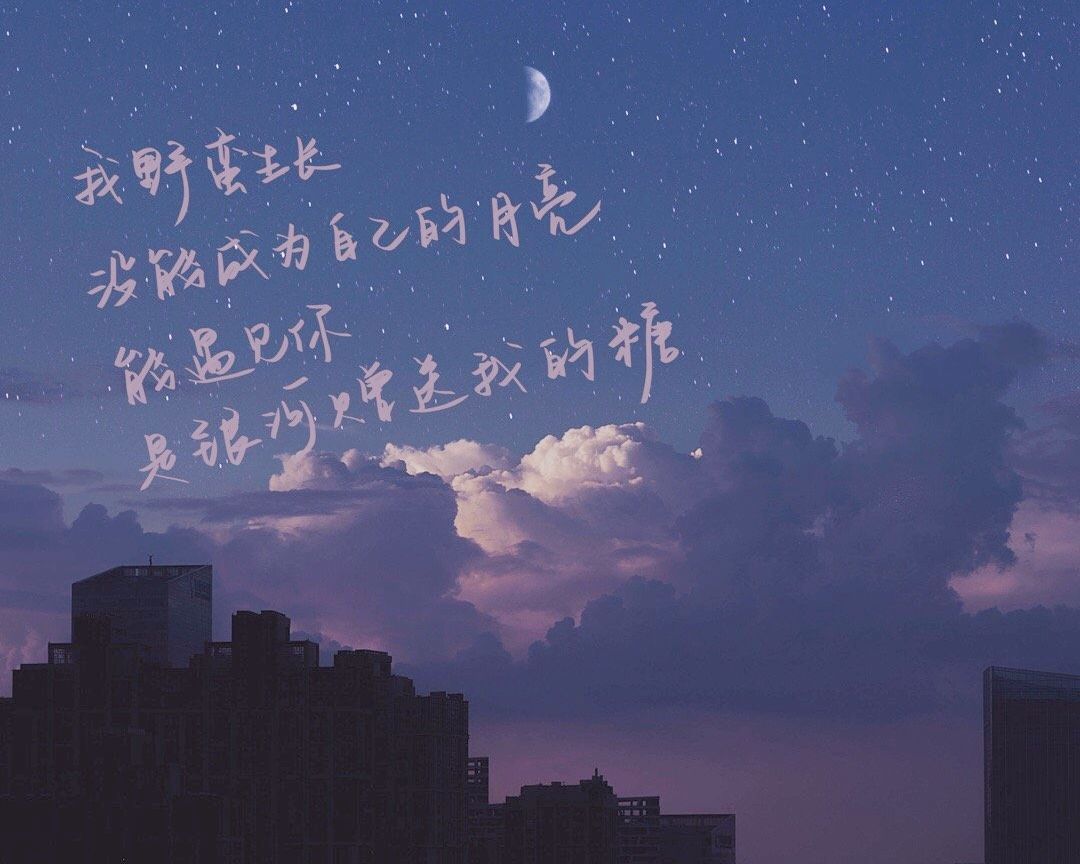 我野蛮生长
没能成为自己的月亮
能遇见你
是银河赠送我的糖